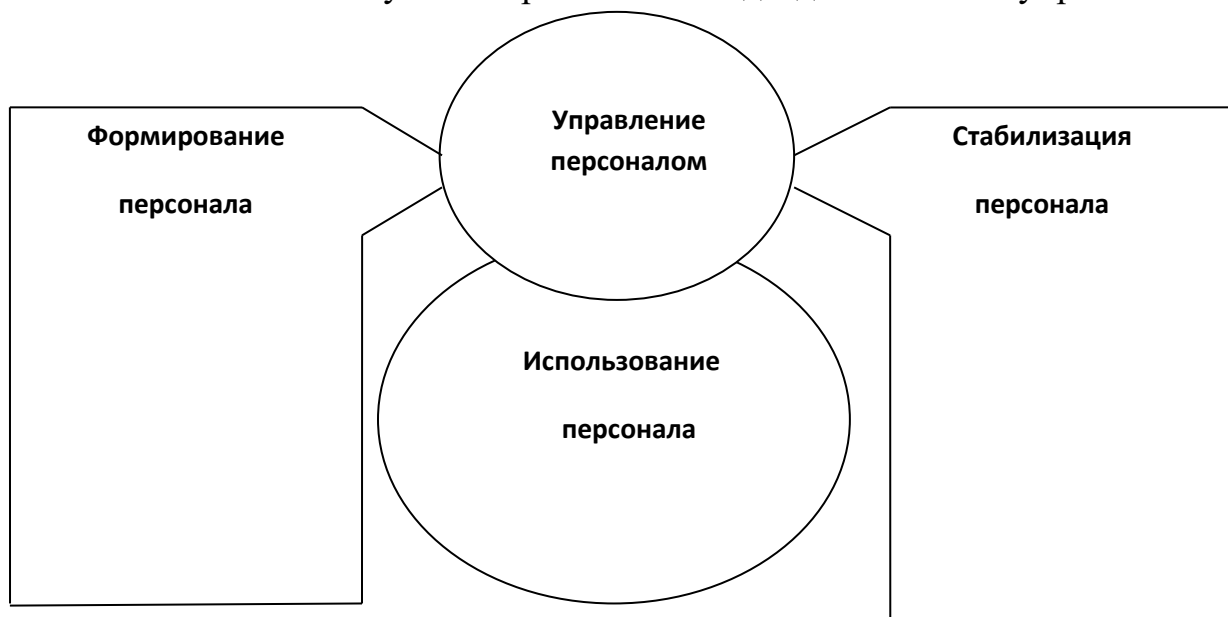 Управление
персоналом
Формирование
персонала
Стабилизация
персонала
Использование
персонала